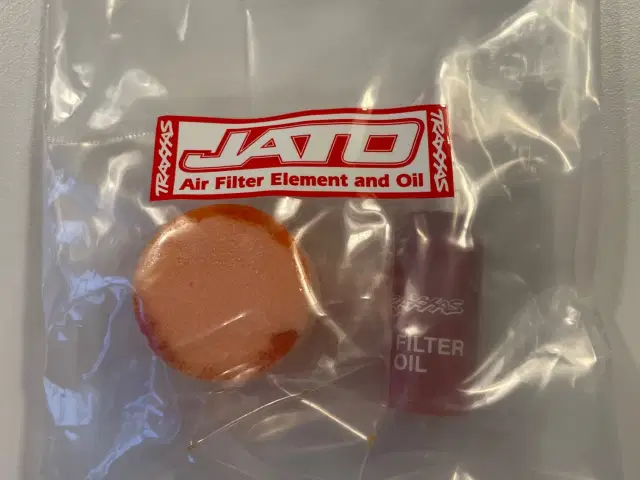 TRAXXAS
JATO
Air Filter Element and Oil
TRAXXAS
TRAXXAS
FILTER
OIL